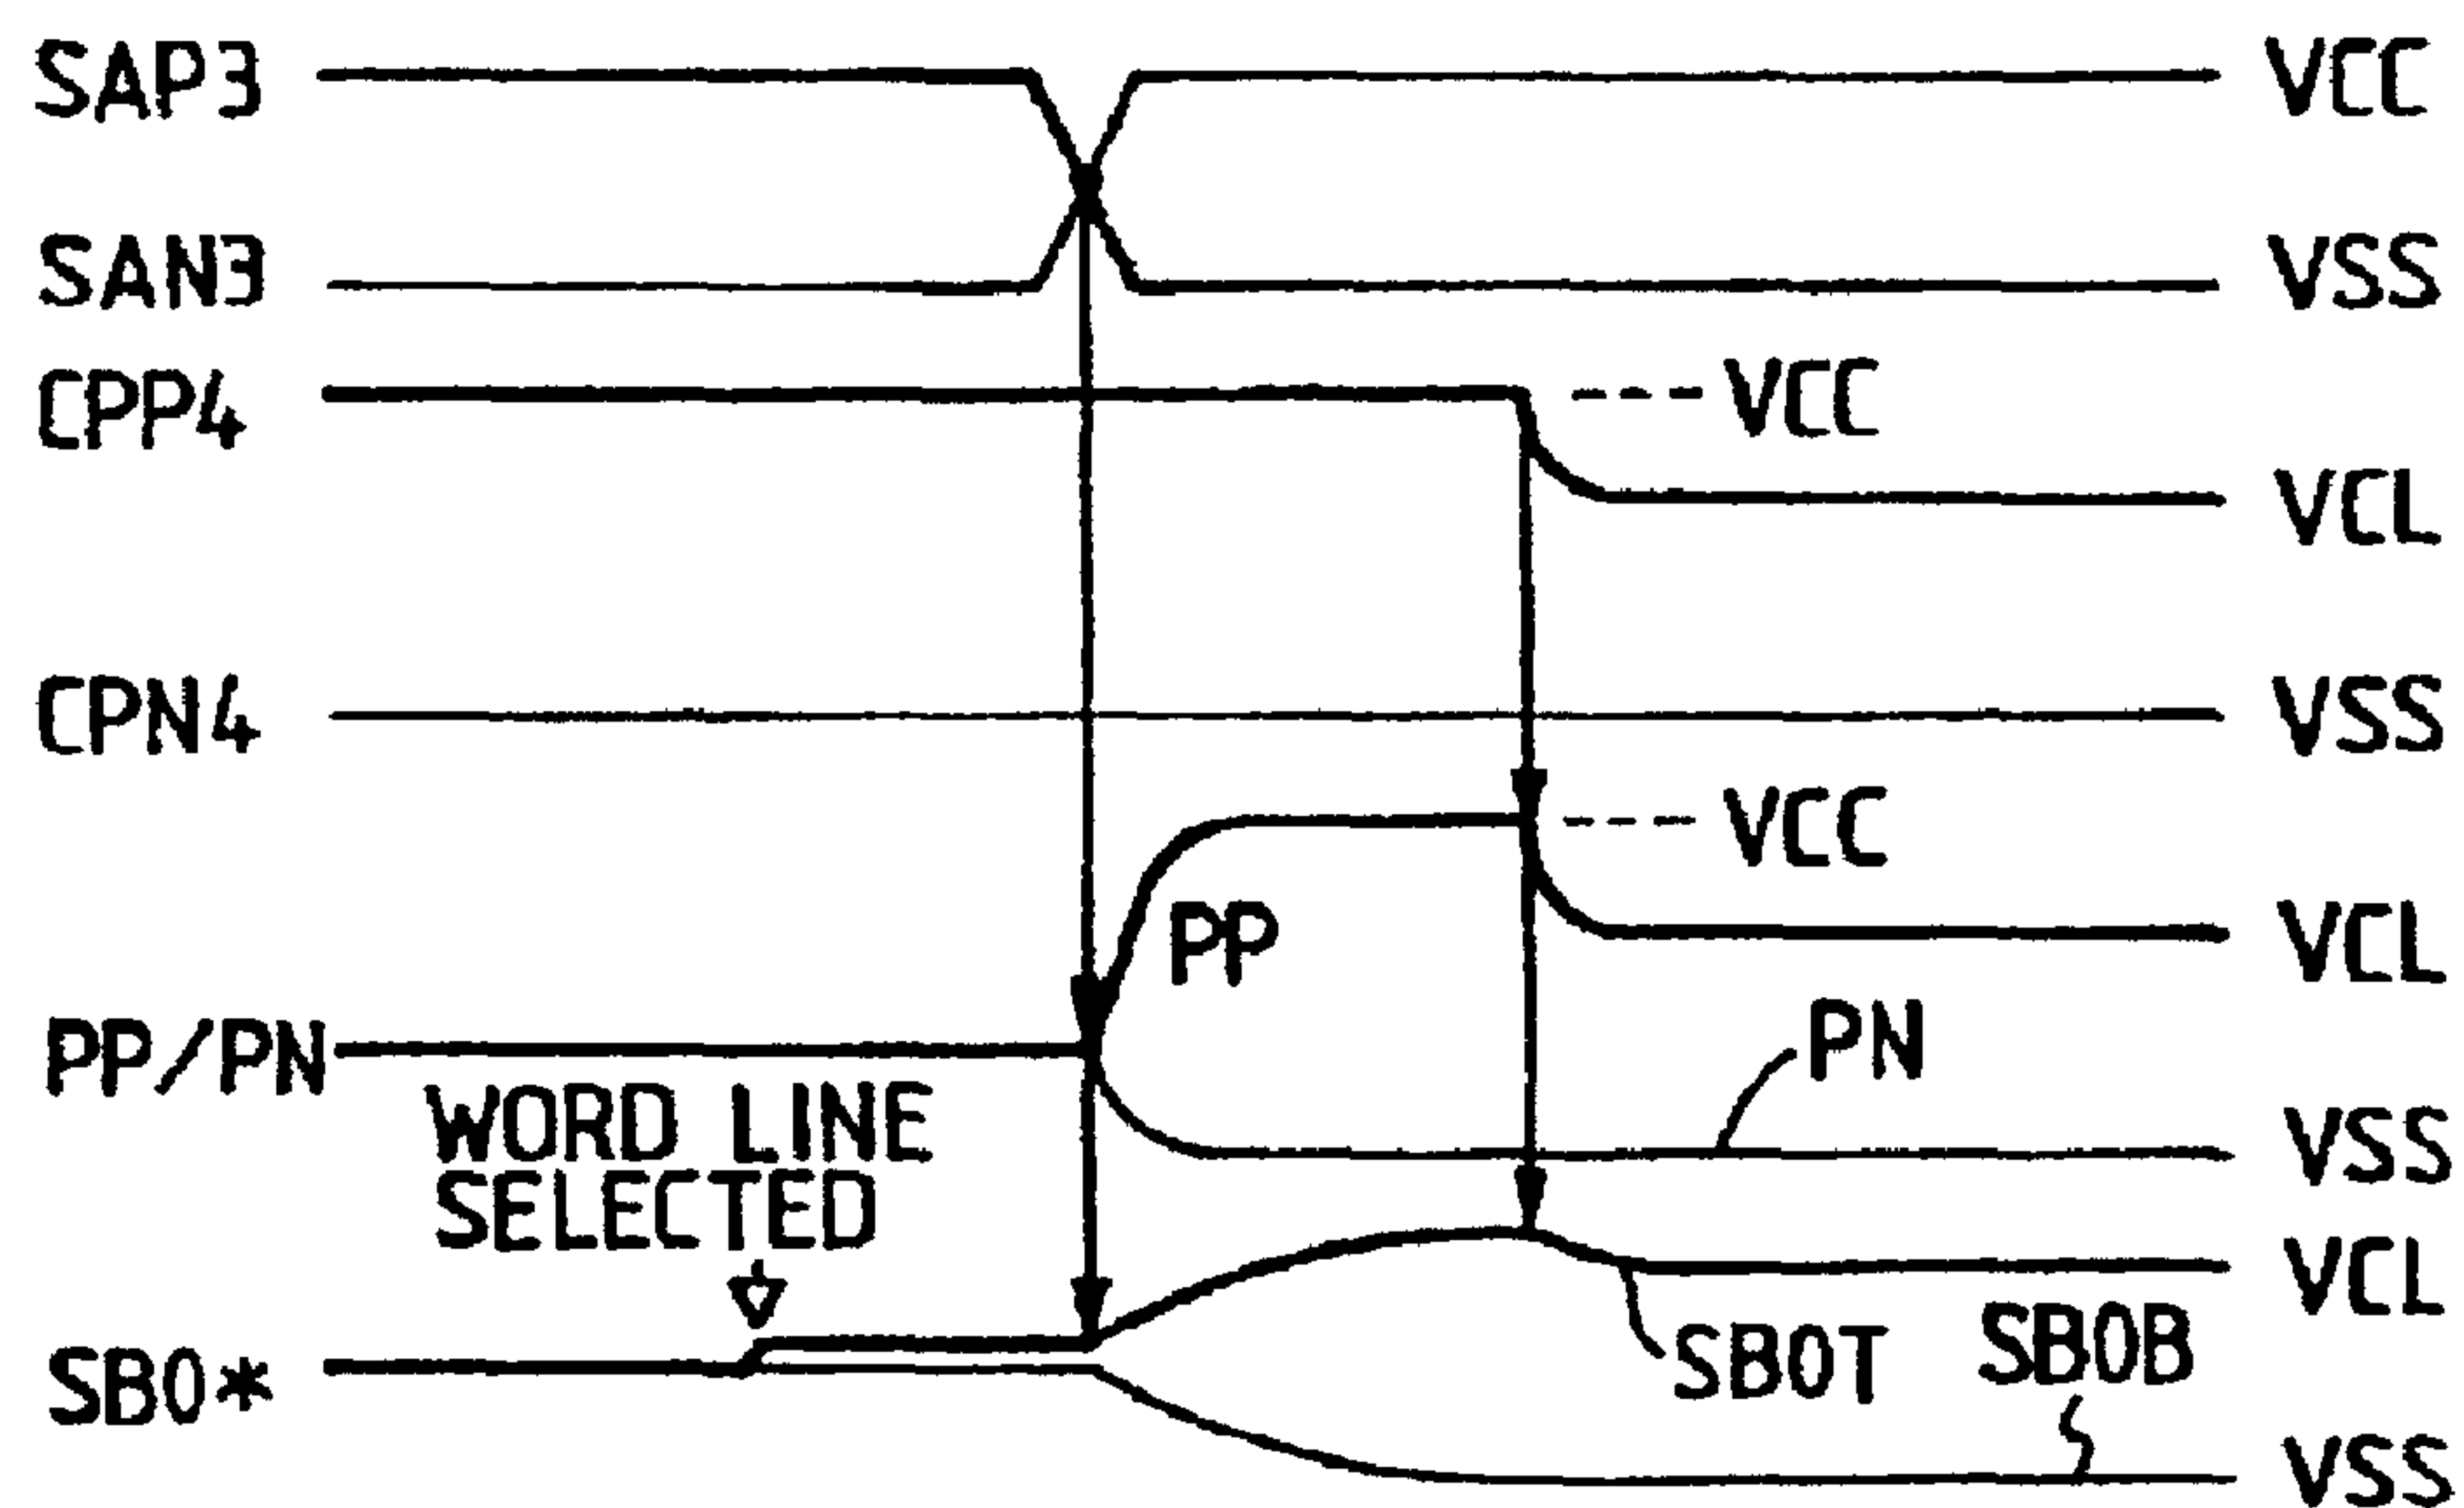 SAP3
VCC
SAN3
VSS
CPP4
VCC
VCL
CPN4
VSS
VCC
PP
VCL
PP/PN
PN
WORD LINE
SELECTED
VSS
VCL
SB0*
SB0T
SB0B
VSS